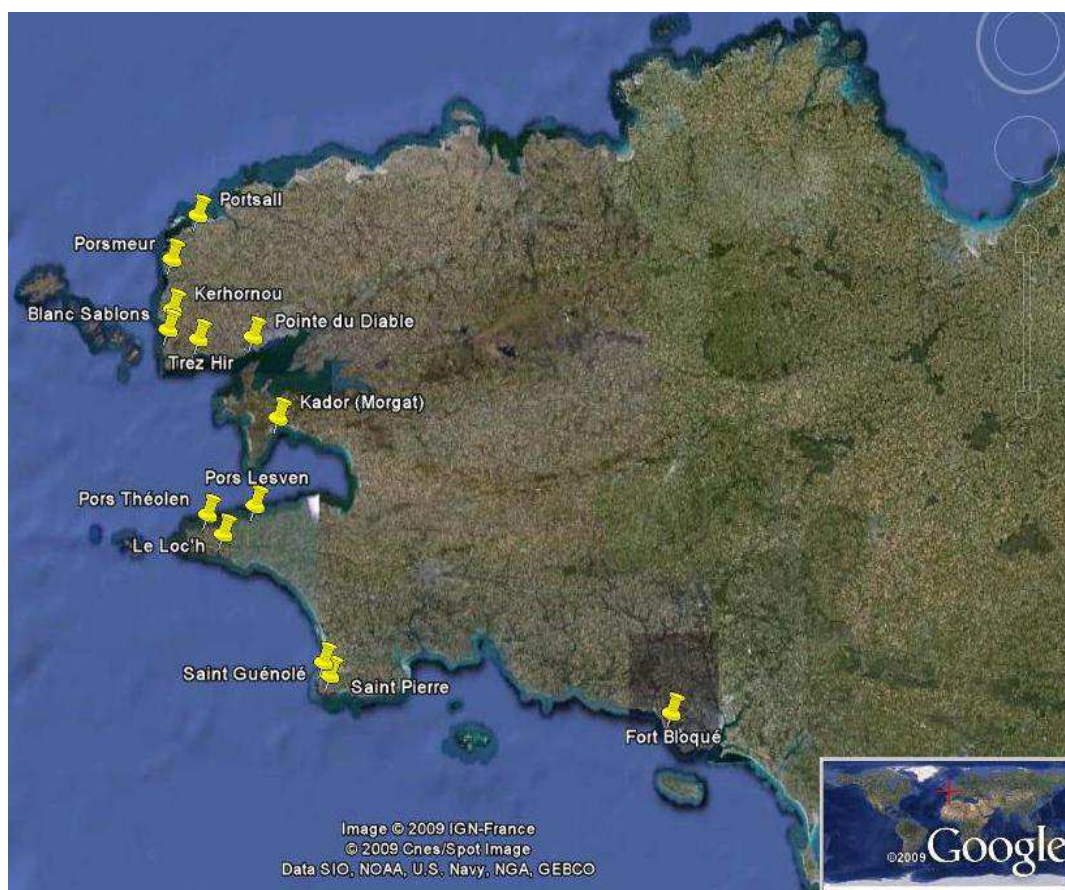 Portsall
Porsmeur
Kerhornou
Blanc Sablons
Pointe du Diable
Trez Hir
Kador (Morgat)
Pors Lesven
Pors Théolen
Le Loc'h
Saint Guénolé
Saint Pierre
Fort Bloqué
Image © 2009 IGN-France
© 2009 Cnes/Spot Image
Data SIO, NOAA, U.S. Navy, NGA, GEBCO
©2009 Google